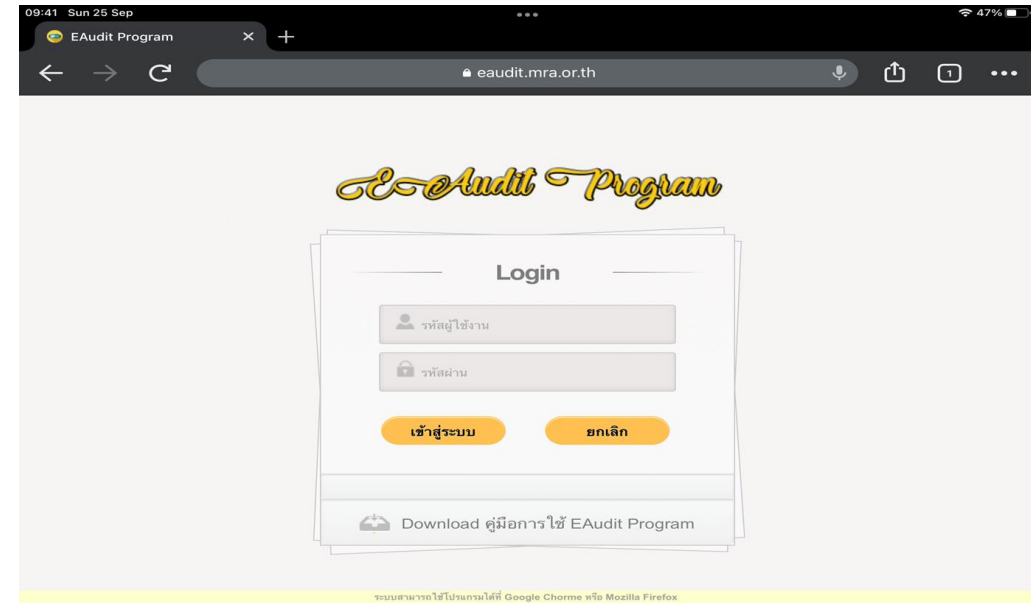 09:41 Sun 25 Sep
47%
EAudit Program
eaudit.mra.or.th
1
E-Audit Program
Login
รหัสผู้ใช้งาน
รหัสผ่าน
เข้าสู่ระบบ
ยกเลิก
Download คู่มือการใช้ EAudit Program
ระบบสามารถใช้โปรแกรมได้ที่ Google Chorme หรือ Mozilla Firefox